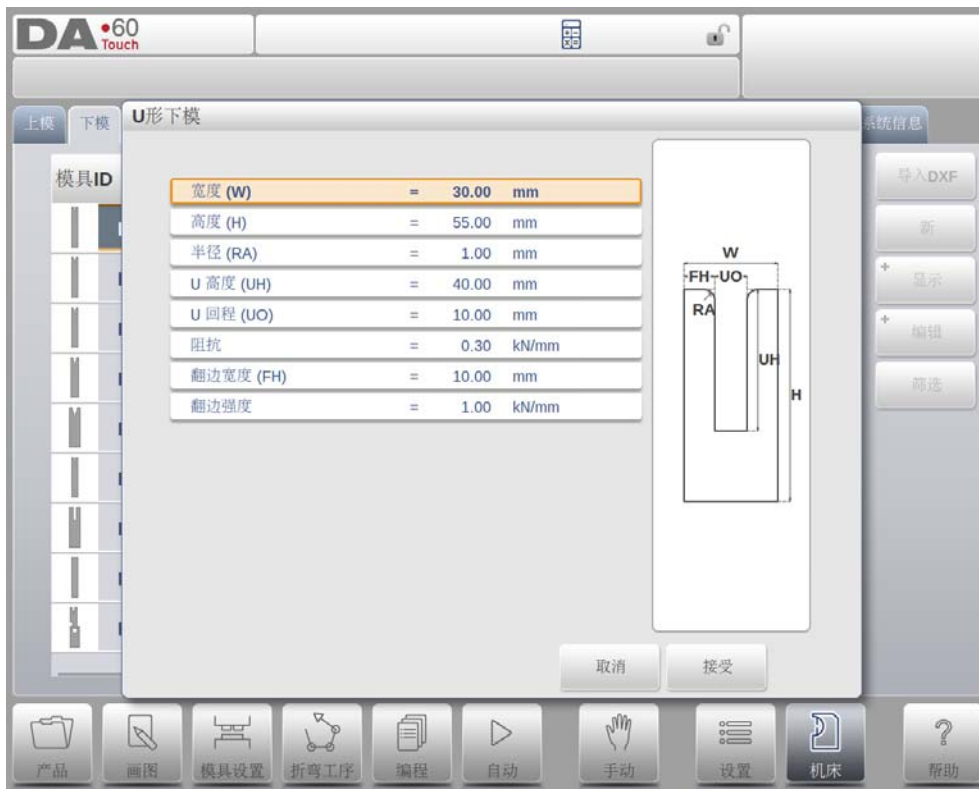 DA•60
Touch
上模
下模
系统信息
U形下模
模具ID
宽度 (W) = 30.00 mm
高度 (H) = 55.00 mm
半径 (RA) = 1.00 mm
U 高度 (UH) = 40.00 mm
U 回程 (UO) = 10.00 mm
阻抗 = 0.30 kN/mm
翻边宽度 (FH) = 10.00 mm
翻边强度 = 1.00 kN/mm
W
FH
UO
RA
UH
H
导入DXF
新
显示
编辑
筛选
取消
接受
产品
画图
模具设置
折弯工序
编程
自动
手动
设置
机床
帮助